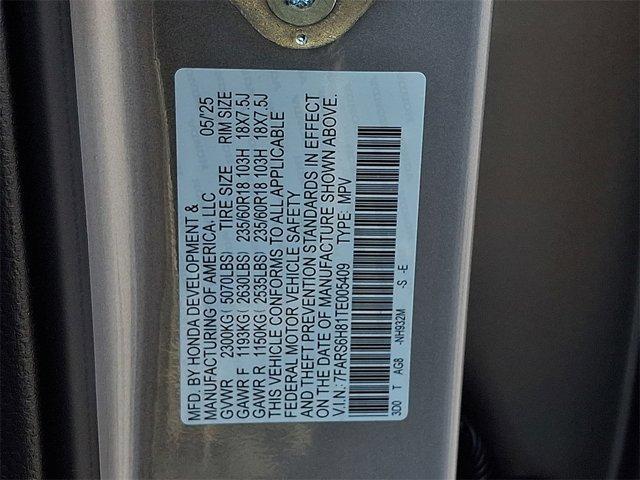 MFD. BY HONDA DEVELOPMENT &
MANUFACTURING OF AMERICA, LLC 05/'25
GVWR 2300KG( 5070LBS) TIRE SIZE RIM SIZE
GAWR F 1193KG( 2630LBS) 235/60R18 103H 18X7.5J
GAWR R 1150KG( 2535LBS) 235/60R18 103H 18X7.5J
THIS VEHICLE CONFORMS TO ALL APPLICABLE
FEDERAL MOTOR VEHICLE SAFETY
AND THEFT PREVENTION STANDARDS IN EFFECT
ON THE DATE OF MANUFACTURE SHOWN ABOVE.
V.I.N.: 7FARS6H81TE005409 TYPE: MPV
3D0 T AG8 -NH932M -S -E